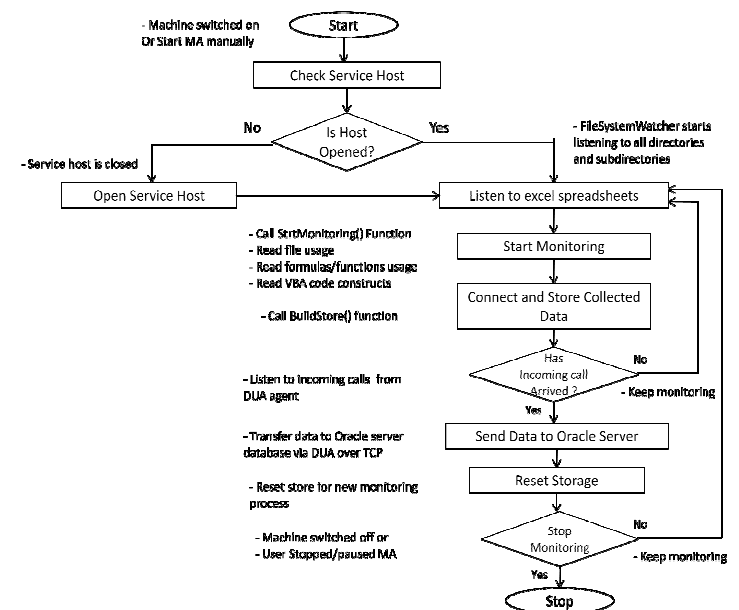 - Machine switched on
Or Start MA manually
Start
Check Service Host
Is Host
Opened?
No
Yes
- Service host is closed
- FileSystemWatcher starts
listening to all directories
and subdirectories
Open Service Host
Listen to excel spreadsheets
- Call StrtMonitoring() Function
- Read file usage
- Read formulas/functions usage
- Read VBA code constructs
Start Monitoring
- Call BuildStore() function
Connect and Store Collected
Data
Has
Incoming call
Arrived ?
No
- Keep monitoring
Yes
- Listen to Incoming calls from
DUA agent
- Transfer data to Oracle server
database via DUA over TCP
Send Data to Oracle Server
- Reset store for new monitoring
process
Reset Storage
- Machine switched off or
- User Stopped/paused MA
Stop
Monitoring
No
- Keep monitoring
Yes
Stop